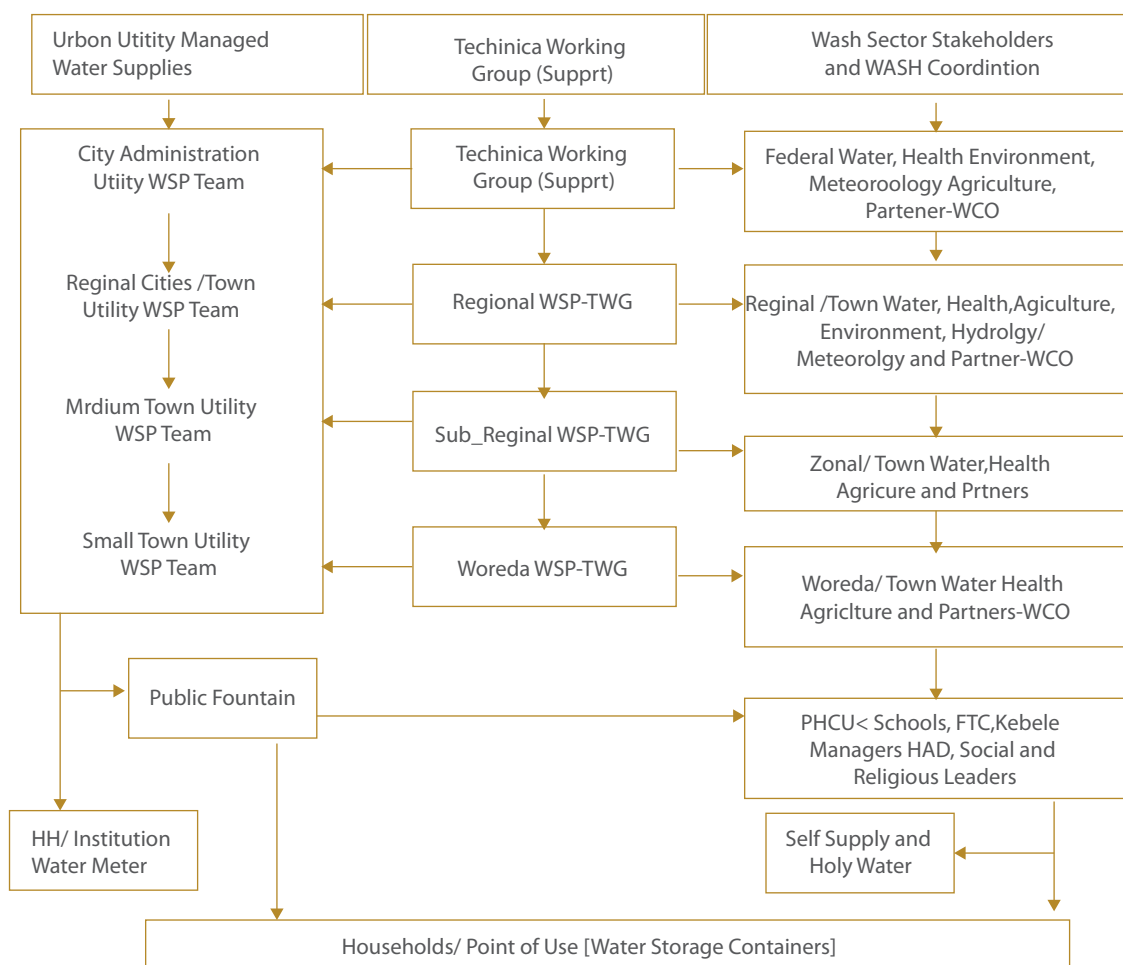 Urbon Utitity Managed
Water Supplies
Techinica Working
Group (Supprt)
Wash Sector Stakeholders
and WASH Coordintion
City Administration
Utiity WSP Team
Techinica Working
Group (Supprt)
Federal Water, Health Environment,
Meteoroology Agriculture,
Partener-WCO
Reginal Cities /Town
Utility WSP Team
Regional WSP-TWG
Reginal /Town Water, Health,Agiculture,
Environment, Hydrolgy/
Meteorolgy and Partner-WCO
Mrdium Town Utility
WSP Team
Sub_Reginal WSP-TWG
Zonal/ Town Water,Health
Agricure and Prtners
Small Town Utility
WSP Team
Woreda WSP-TWG
Woreda/ Town Water Health
Agriclture and Partners-WCO
Public Fountain
PHCU< Schools, FTC,Kebele
Managers HAD, Social and
Religious Leaders
HH/ Institution
Water Meter
Self Supply and
Holy Water
Households/ Point of Use [Water Storage Containers]